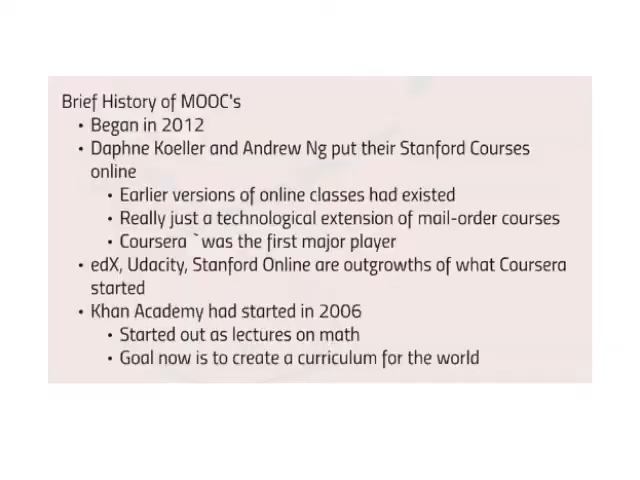 Brief History of MOOC's
• Began in 2012
• Daphne Koeller and Andrew Ng put their Stanford Courses
online
• Earlier versions of online classes had existed
• Really just a technological extension of mail-order courses
• Coursera `was the first major player
• edX, Udacity, Stanford Online are outgrowths of what Coursera
started
• Khan Academy had started in 2006
• Started out as lectures on math
• Goal now is to create a curriculum for the world